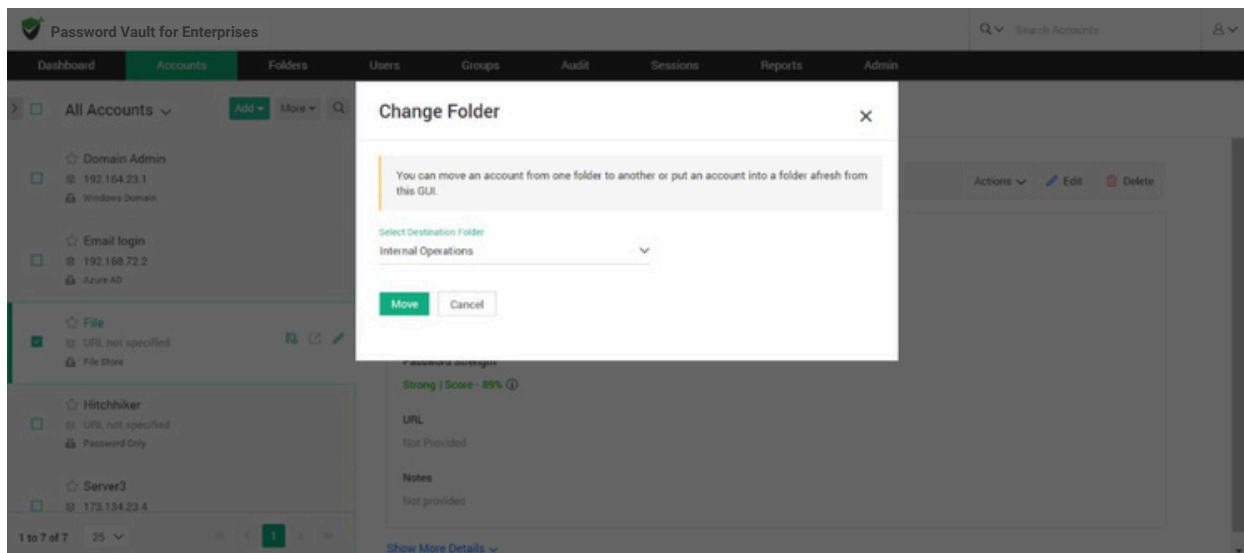 Password Vault for Enterprises
Search Accounts
Dashboard Accounts Folders Users Groups Audit Sessions Reports Admin
All Accounts
Add More
Domain Admin
192.164.23.1
Windows Domain
Email login
192.168.72.2
Azure AD
File
URL not specified
File Store
Hitchhiker
URL not specified
Password Only
Server3
173.134.23.4
1 to 7 of 7 25 1
Change Folder
You can move an account from one folder to another or put an account into a folder afresh from
this GUI.
Select Destination Folder
Internal Operations
Move Cancel
Actions Edit Delete
Password Strength
Strong | Score - 89%
URL
Not Provided
Notes
Not provided
Show More Details